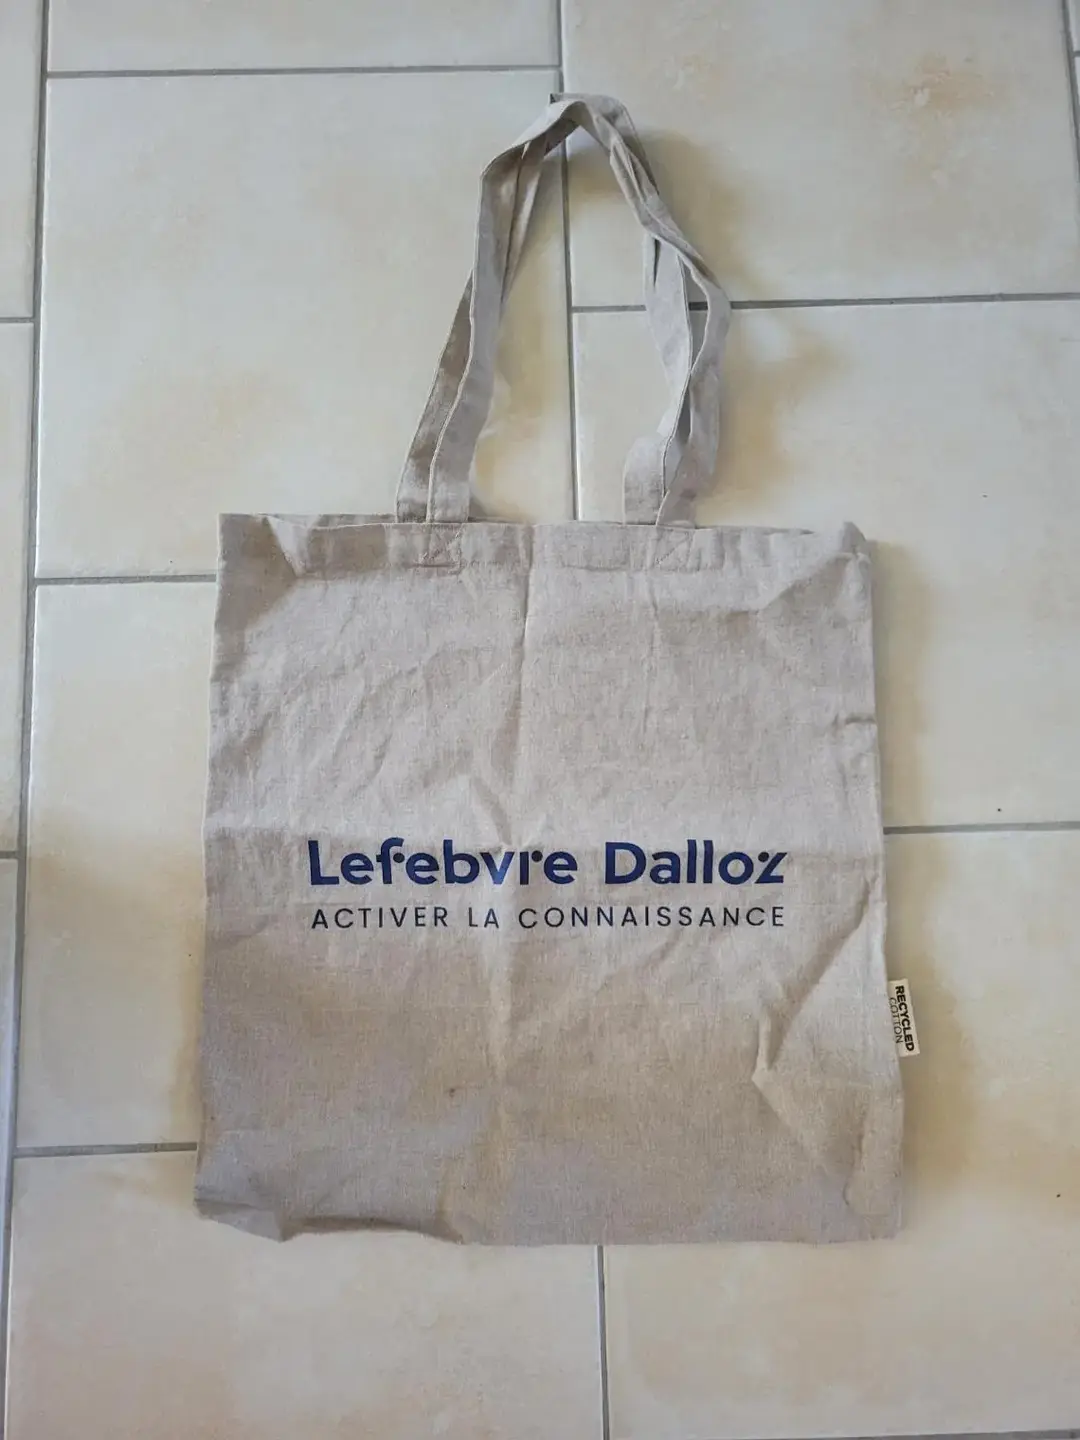 Lefebvre Dalloz
ACTIVER LA CONNAISSANCE
RECYCLED
COTTON